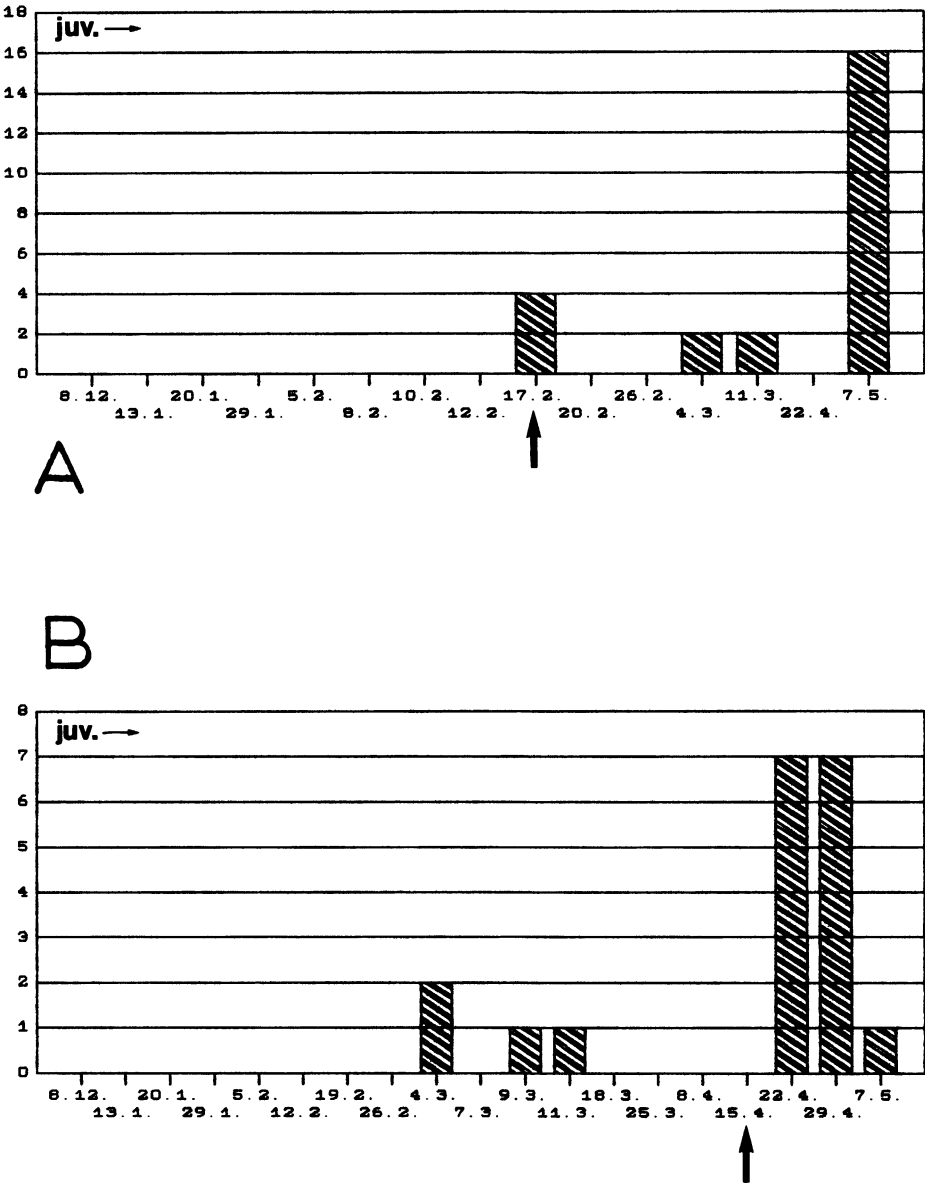 18
juv. →
16
14
12
10
8
6
4
2
0
8.12. 20.1. 5.2. 10.2. 17.2. 26.2. 11.3. 7.5.
13.1. 29.1. 8.2. 12.2. 20.2. 4.3. 22.4.
A
B
8
juv. →
7
6
5
4
3
2
1
0
8.12. 20.1. 5.2. 19.2. 4.3. 9.3. 18.3. 8.4. 22.4. 7.5.
13.1. 29.1. 12.2. 26.2. 7.3. 11.3. 25.3. 15.4. 29.4.